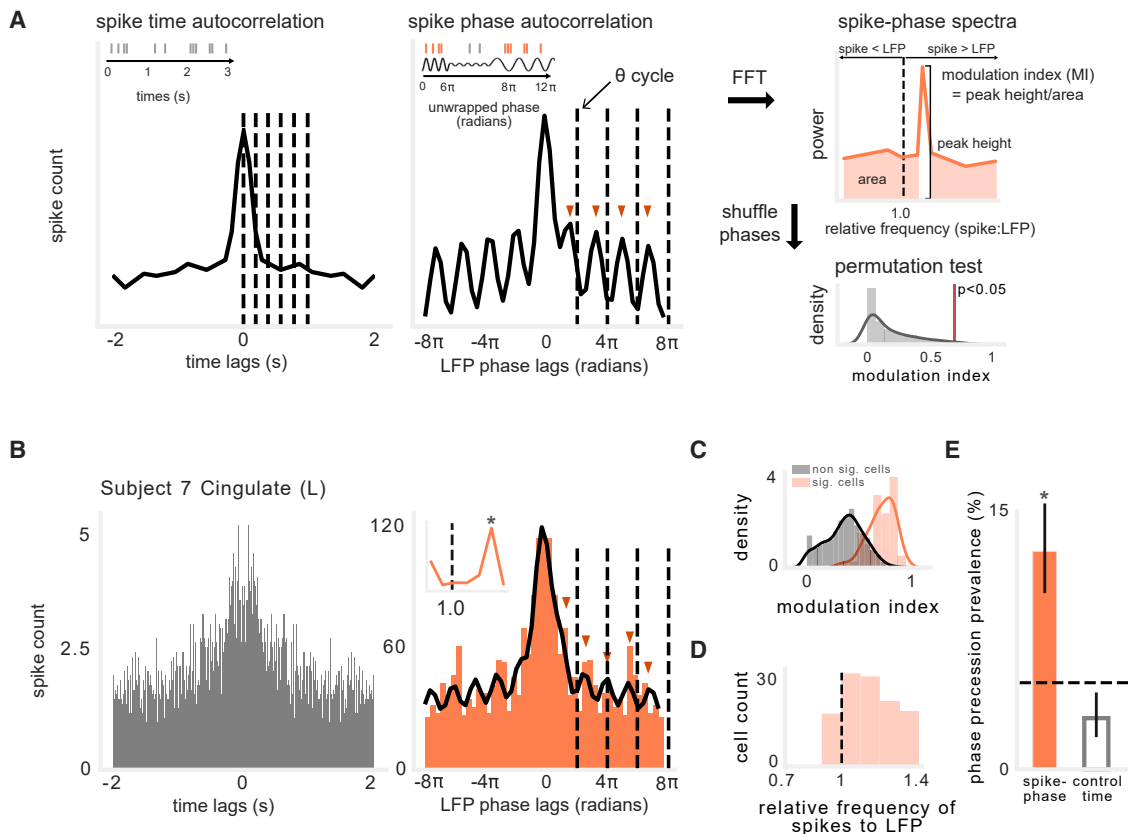 A
spike time autocorrelation
0 1 2 3
times (s)
spike count
-2 0 2
time lags (s)
spike phase autocorrelation
0 6π 8π 12π
unwrapped phase
(radians)
θ cycle
-8π -4π 0 4π 8π
LFP phase lags (radians)
FFT
shuffle
phases
spike-phase spectra
spike < LFP spike > LFP
modulation index (MI)
= peak height/area
peak height
power
area
1.0
relative frequency (spike:LFP)
permutation test
p<0.05
density
0 0.5 1
modulation index
B
Subject 7 Cingulate (L)
5
2.5
0
spike count
-2 0 2
time lags (s)
120
60
0
*
1.0
-8π -4π 0 4π 8π
LFP phase lags (radians)
C
non sig. cells
sig. cells
4
0
density
0 1
modulation index
D
30
0
cell count
0.7 1 1.4
relative frequency of
spikes to LFP
E
15
0
phase precession prevalence (%)
*
spike-
phase
control
time